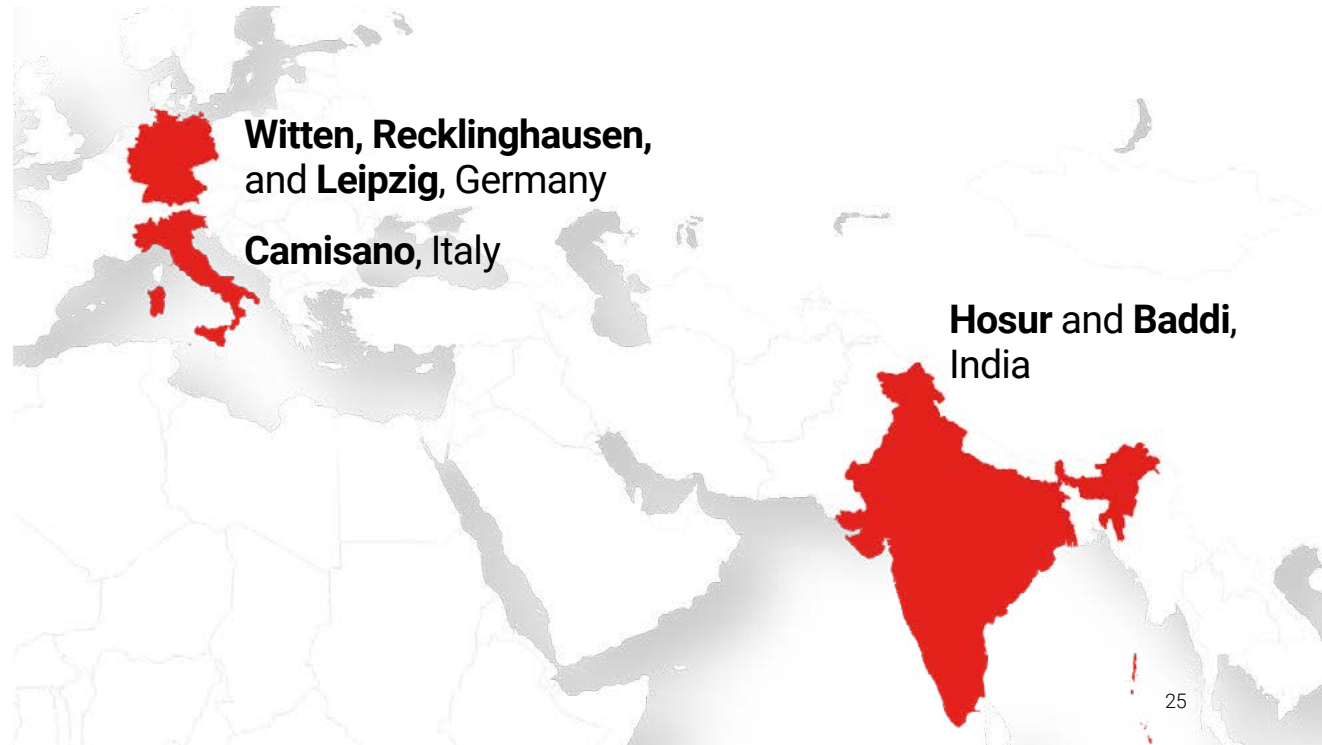 Witten, Recklinghausen,
and Leipzig, Germany
Camisano, Italy
Hosur and Baddi,
India
25